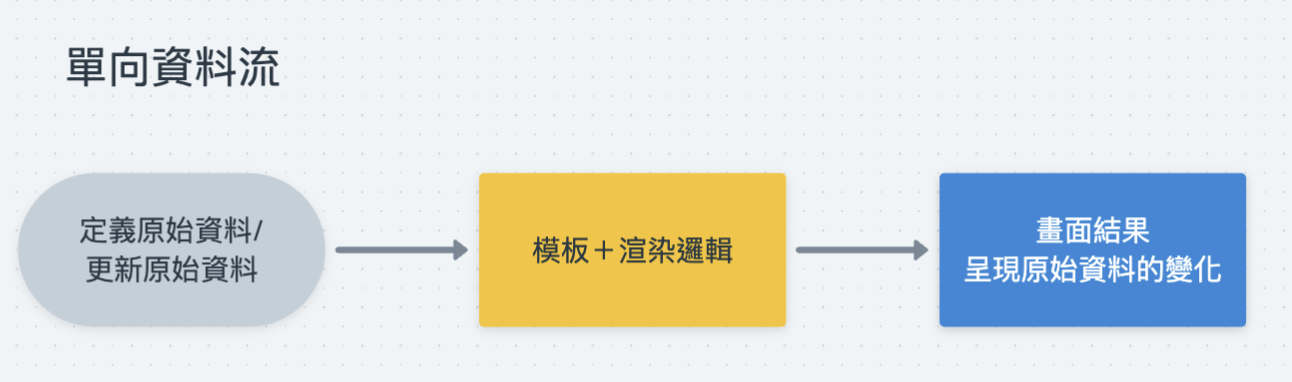 單向資料流
定義原始資料/
更新原始資料
模板＋渲染邏輯
畫面結果
呈現原始資料的變化